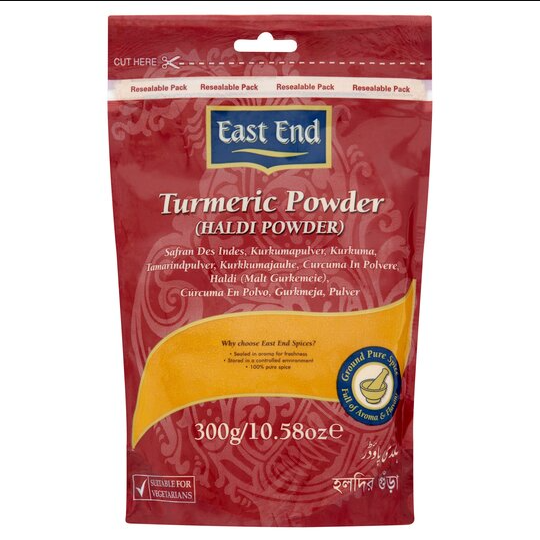 CUT HERE
Resealable Pack Resealable Pack Resealable Pack Resealable Pack
East End
Turmeric Powder
(HALDI POWDER)
Safran Des Indes, Kurkumapulver, Kurkuma,
Tamarindpulver, Kurkkumajauhe, Curcuma In Polvere,
Haldi (Malt Gurkemeie),
Curcuma En Polvo, Gurkmeja, Pulver
Why choose East End Spices?
• Sealed in aroma for freshness
• Stored in a controlled environment
• 100% pure spice
Ground Pure Spice
Full of Aroma & Flavour
300g/10.58oz℮
ہلدی پاؤڈر
হলদির গুঁড়া
SUITABLE FOR
VEGETARIANS